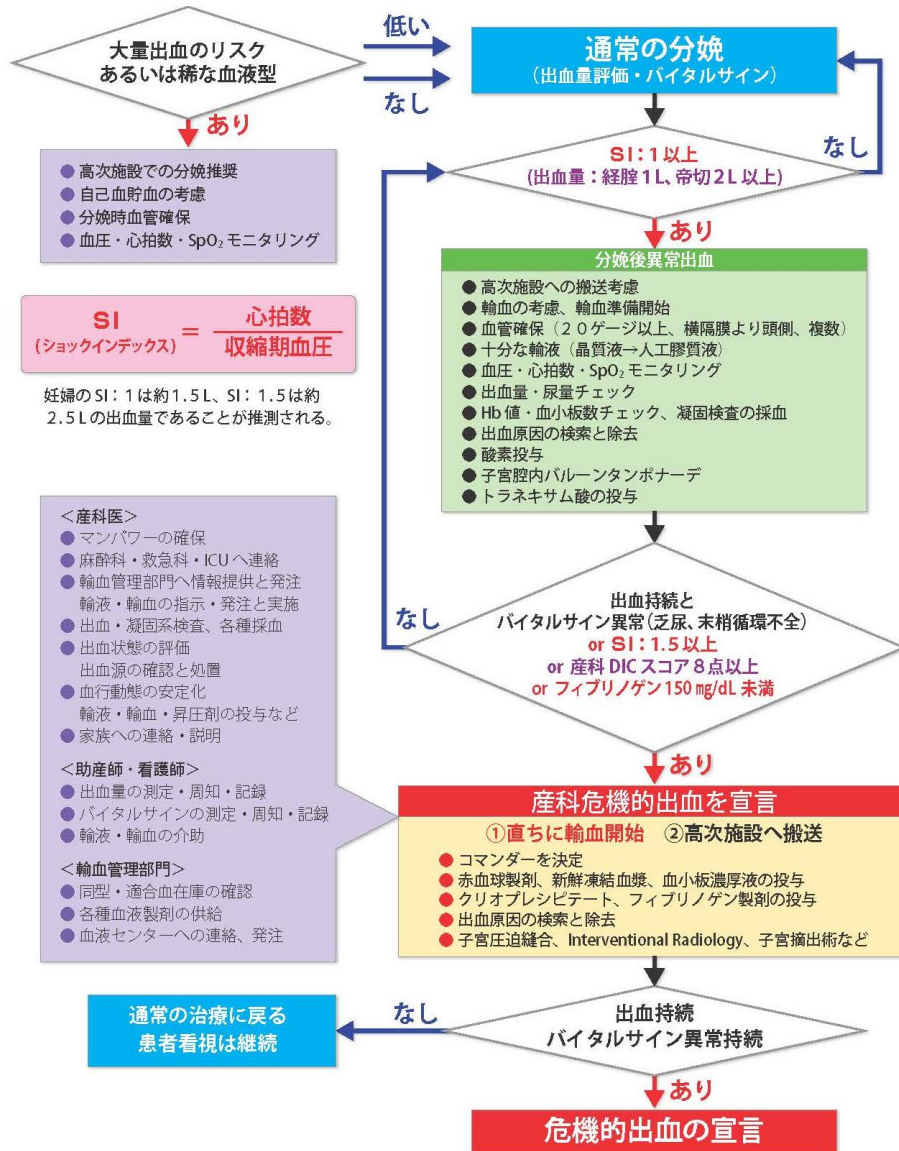 大量出血のリスク
あるいは稀な血液型
低い
なし
通常の分娩
(出血量評価・バイタルサイン)
あり
● 高次施設での分娩推奨
● 自己血貯血の考慮
● 分娩時血管確保
● 血圧・心拍数・SpO₂モニタリング
SI：1以上
(出血量：経腟1L、帝切2L以上)
なし
あり
SI
(ショックインデックス)
=
心拍数
収縮期血圧
妊婦のSI：1は約1.5L、SI：1.5は約
2.5Lの出血量であることが推測される。
分娩後異常出血
● 高次施設への搬送考慮
● 輸血の考慮、輸血準備開始
● 血管確保（20ゲージ以上、横隔膜より頭側、複数）
● 十分な輸液（晶質液→人工膠質液）
● 血圧・心拍数・SpO₂モニタリング
● 出血量・尿量チェック
● Hb値・血小板数チェック、凝固検査の採血
● 出血原因の検索と除去
● 酸素投与
● 子宮腔内バルーンタンポナーデ
● トラネキサム酸の投与
なし
出血持続と
バイタルサイン異常(乏尿、末梢循環不全)
or SI：1.5以上
or 産科DICスコア8点以上
or フィブリノゲン150㎎/dL未満
あり
＜産科医＞
● マンパワーの確保
● 麻酔科・救急科・ICUへ連絡
● 輸血管理部門へ情報提供と発注
輸液・輸血の指示・発注と実施
● 出血・凝固系検査、各種採血
● 出血状態の評価
出血源の確認と処置
● 血行動態の安定化
輸液・輸血・昇圧剤の投与など
● 家族への連絡・説明
＜助産師・看護師＞
● 出血量の測定・周知・記録
● バイタルサインの測定・周知・記録
● 輸液・輸血の介助
＜輸血管理部門＞
● 同型・適合血在庫の確認
● 各種血液製剤の供給
● 血液センターへの連絡、発注
産科危機的出血を宣言
①直ちに輸血開始 ②高次施設へ搬送
● コマンダーを決定
● 赤血球製剤、新鮮凍結血漿、血小板濃厚液の投与
● クリオプレシピテート、フィブリノゲン製剤の投与
● 出血原因の検索と除去
● 子宮圧迫縫合、Interventional Radiology、子宮摘出術など
出血持続
バイタルサイン異常持続
なし
通常の治療に戻る
患者看視は継続
あり
危機的出血の宣言